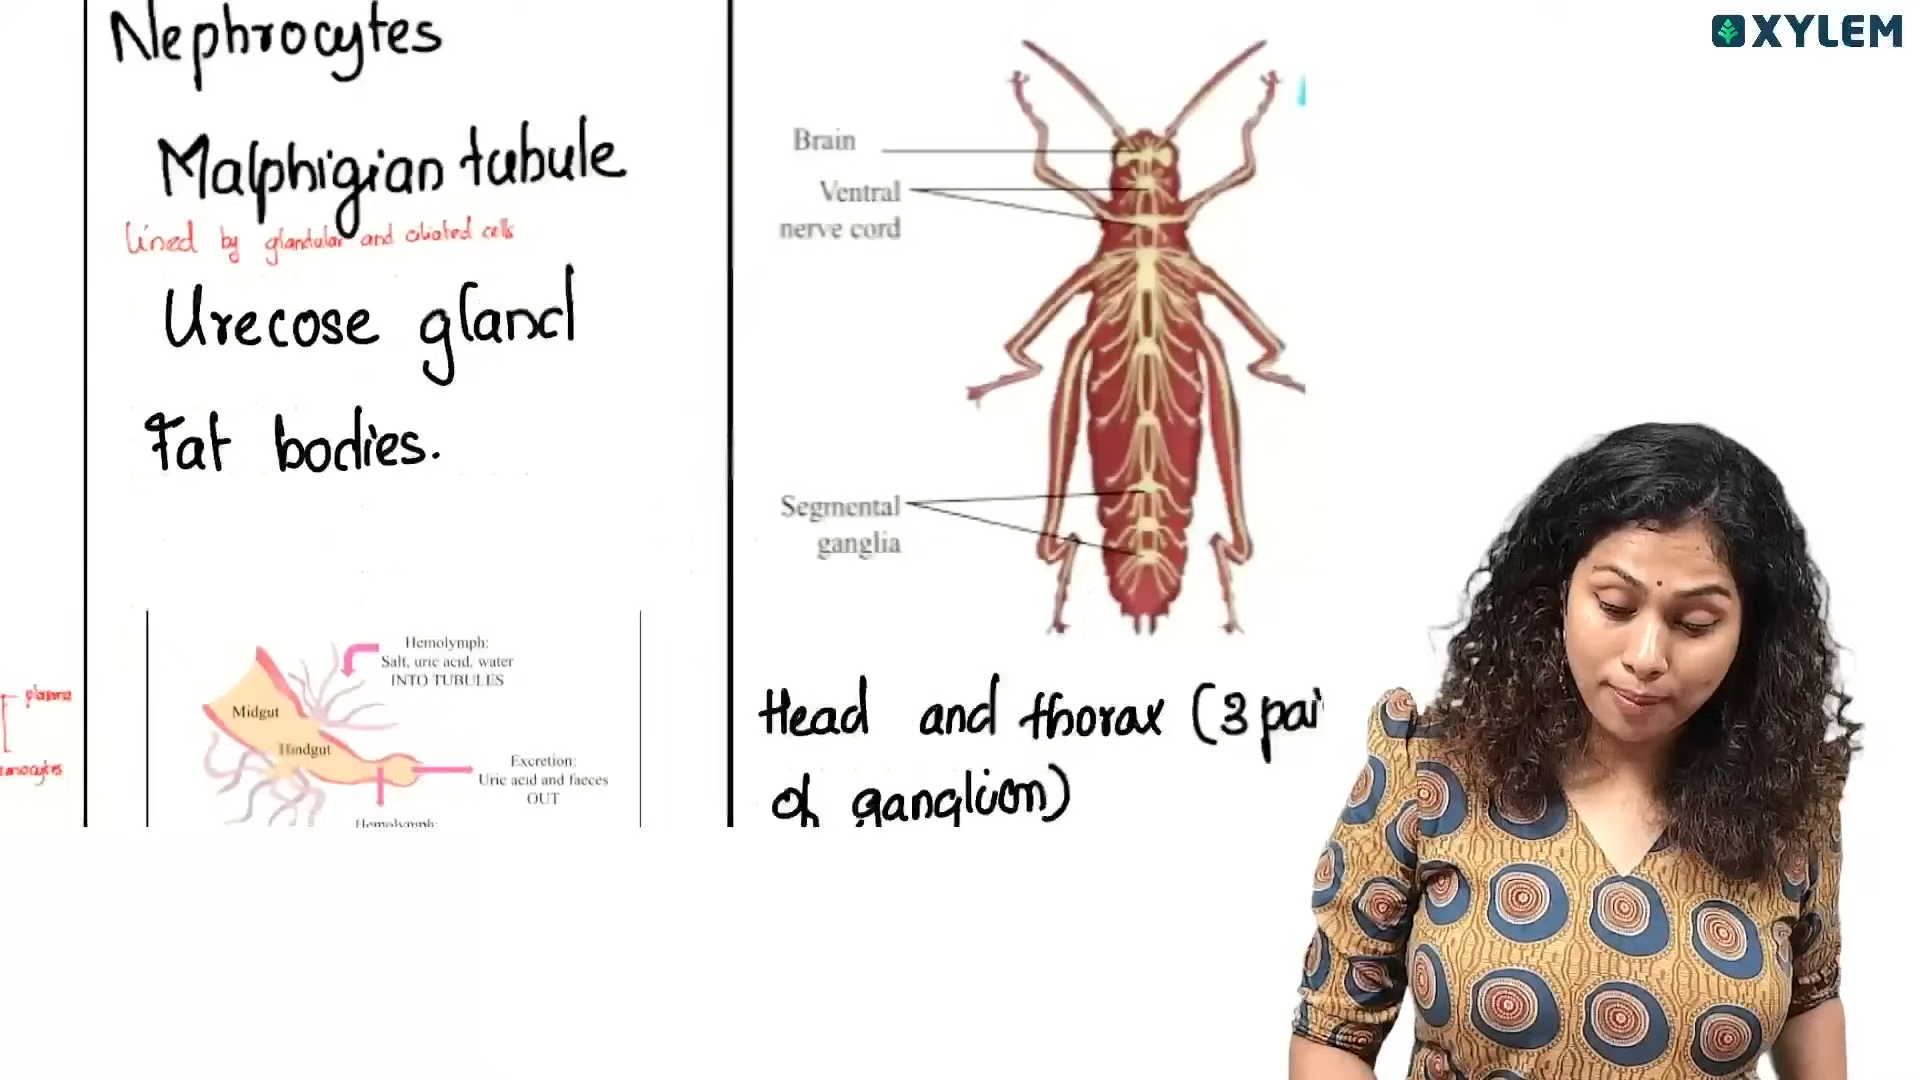 XYLEM
Nephrocytes
Malphigian tubule
Lined by glandular and ciliated cells
Urecose gland
Fat bodies.
plasma
Hemolymph:
Salt, uric acid, water
INTO TUBULES
Midgut
Hindgut
Excretion:
Uric acid and faeces
OUT
Hemolymph:
Brain
Ventral
nerve cord
Segmental
ganglia
Head and thorax (3 pai
of ganglion)